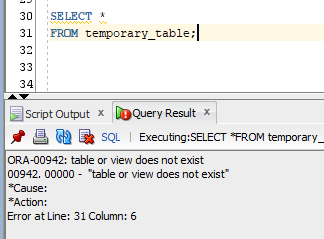 29
30 SELECT *
31 FROM temporary_table;
32
33
34
Script Output x Query Result x
SQL | Executing:SELECT *FROM temporary_
ORA-00942: table or view does not exist
00942. 00000 - "table or view does not exist"
*Cause:
*Action:
Error at Line: 31 Column: 6